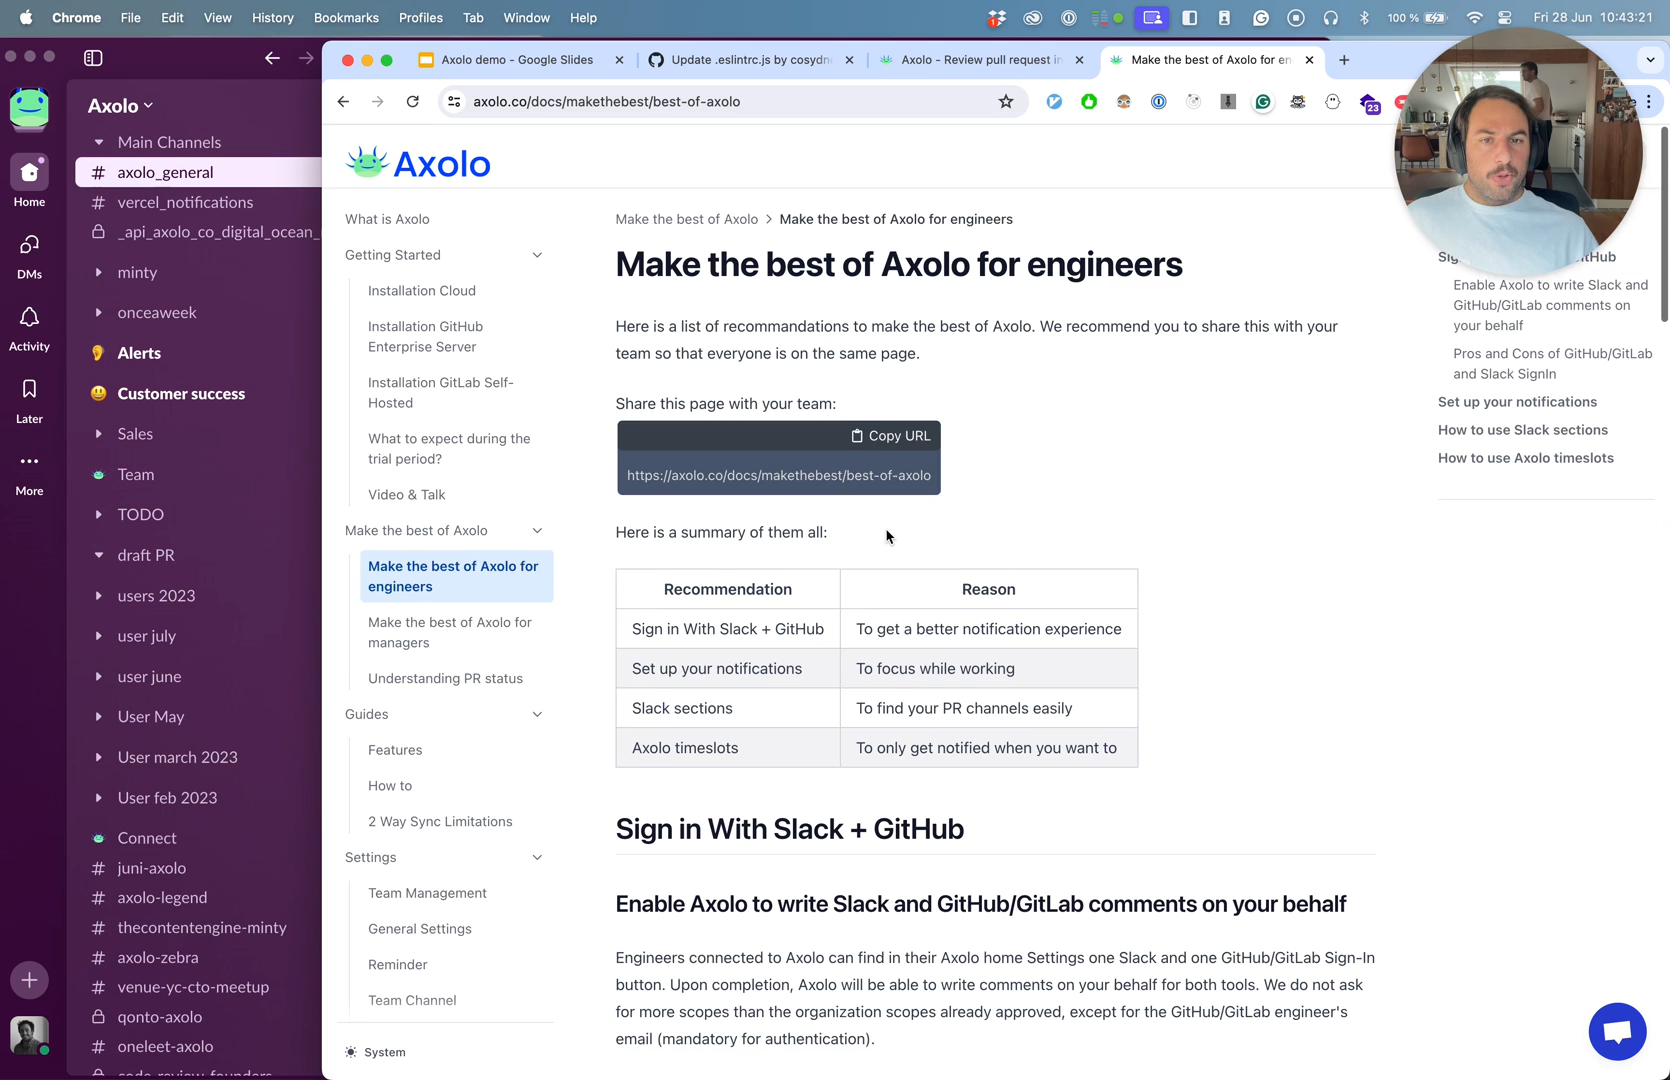 Chrome File Edit View History Bookmarks Profiles Tab Window Help
1
100 % Fri 28 Jun 10:43:21
Axolo demo - Google Slides
Update .eslintrc.js by cosydn
Axolo - Review pull request in
Make the best of Axolo for en
axolo.co/docs/makethebest/best-of-axolo
23
Home
DMs
Activity
Later
More
Axolo
Main Channels
# axolo_general
# vercel_notifications
_api_axolo_co_digital_ocean_
minty
onceaweek
Alerts
Customer success
Sales
Team
TODO
draft PR
users 2023
user july
user june
User May
User march 2023
User feb 2023
Connect
# juni-axolo
# axolo-legend
# thecontentengine-minty
# axolo-zebra
# venue-yc-cto-meetup
qonto-axolo
# oneleet-axolo
code_review_founders
Axolo
What is Axolo
Getting Started
Installation Cloud
Installation GitHub
Enterprise Server
Installation GitLab Self-
Hosted
What to expect during the
trial period?
Video & Talk
Make the best of Axolo
Make the best of Axolo for
engineers
Make the best of Axolo for
managers
Understanding PR status
Guides
Features
How to
2 Way Sync Limitations
Settings
Team Management
General Settings
Reminder
Team Channel
System
Make the best of Axolo > Make the best of Axolo for engineers
Make the best of Axolo for engineers
Here is a list of recommandations to make the best of Axolo. We recommend you to share this with your
team so that everyone is on the same page.
Share this page with your team:
Copy URL
https://axolo.co/docs/makethebest/best-of-axolo
Here is a summary of them all:
Recommendation Reason
Sign in With Slack + GitHub To get a better notification experience
Set up your notifications To focus while working
Slack sections To find your PR channels easily
Axolo timeslots To only get notified when you want to
Sign in With Slack + GitHub
Enable Axolo to write Slack and GitHub/GitLab comments on your behalf
Engineers connected to Axolo can find in their Axolo home Settings one Slack and one GitHub/GitLab Sign-In
button. Upon completion, Axolo will be able to write comments on your behalf for both tools. We do not ask
for more scopes than the organization scopes already approved, except for the GitHub/GitLab engineer's
email (mandatory for authentication).
Enable Axolo to write Slack and
GitHub/GitLab comments on
your behalf
Pros and Cons of GitHub/GitLab
and Slack SignIn
Set up your notifications
How to use Slack sections
How to use Axolo timeslots